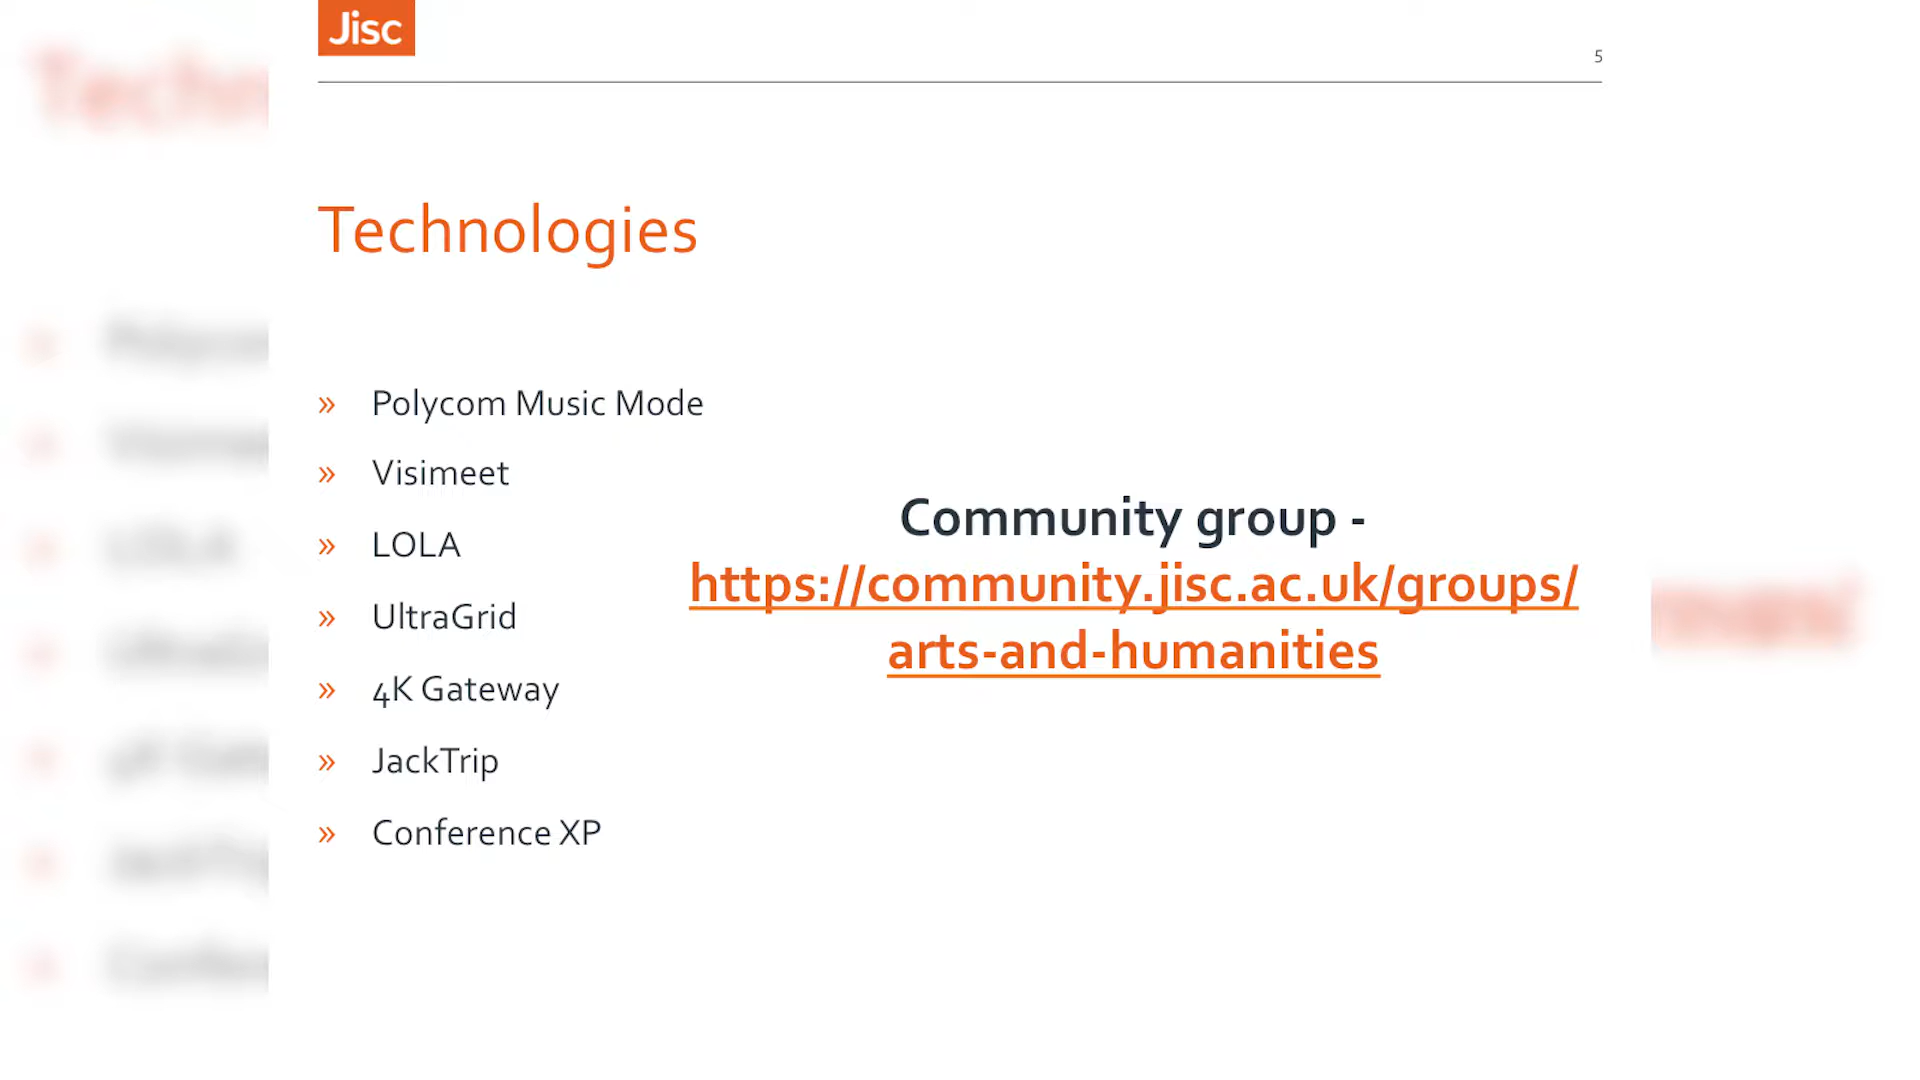 Jisc
5
Technologies
» Polycom Music Mode
» Visimeet
» LOLA
» UltraGrid
» 4K Gateway
» JackTrip
» Conference XP
Community group -
https://community.jisc.ac.uk/groups/
arts-and-humanities